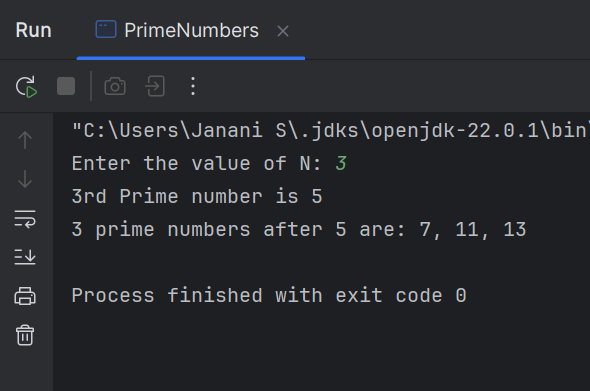 Run PrimeNumbers
"C:\Users\Janani S\.jdks\openjdk-22.0.1\bin\
Enter the value of N: 3
3rd Prime number is 5
3 prime numbers after 5 are: 7, 11, 13
Process finished with exit code 0